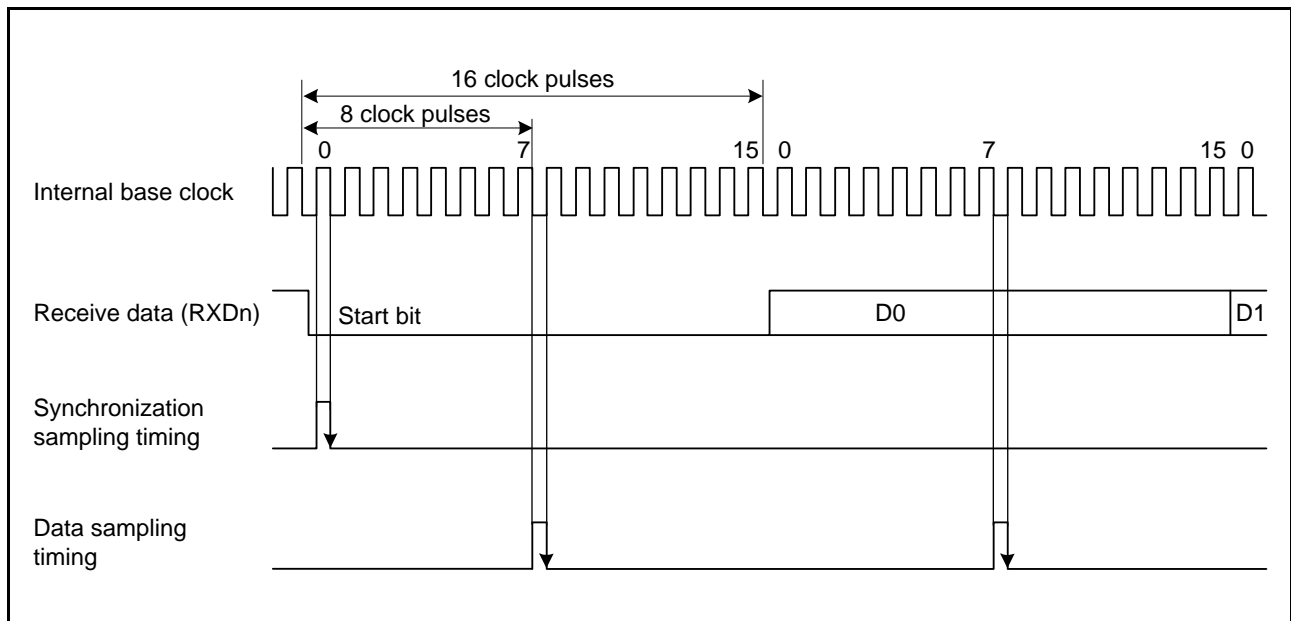 16 clock pulses
8 clock pulses
0 7 15 0 7 15 0
Internal base clock
Receive data (RXDn)
Start bit
D0
D1
Synchronization
sampling timing
Data sampling
timing